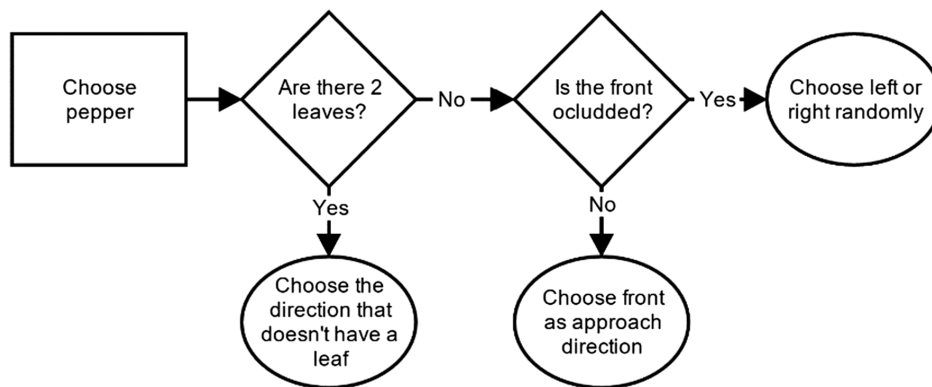 Choose
pepper
Are there 2
leaves?
No
Is the front
ocludded?
Yes
Choose left or
right randomly
Yes
No
Choose the
direction that
doesn't have a
leaf
Choose front
as approach
direction